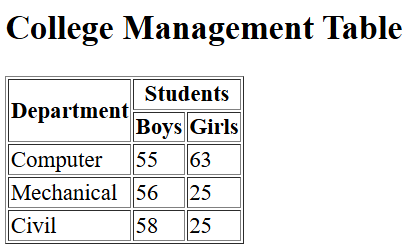 College Management Table
Department Students
Boys Girls
Computer 55 63
Mechanical 56 25
Civil 58 25